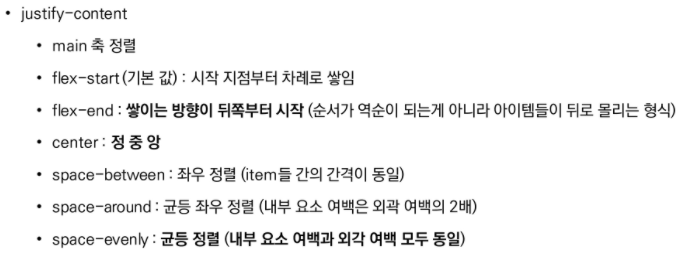 • justify-content
• main 축 정렬
• flex-start (기본 값) : 시작 지점부터 차례로 쌓임
• flex-end : 쌓이는 방향이 뒤쪽부터 시작 (순서가 역순이 되는게 아니라 아이템들이 뒤로 몰리는 형식)
• center : 정 중 앙
• space-between : 좌우 정렬 (item들 간의 간격이 동일)
• space-around : 균등 좌우 정렬 (내부 요소 여백은 외곽 여백의 2배)
• space-evenly : 균등 정렬 (내부 요소 여백과 외각 여백 모두 동일)